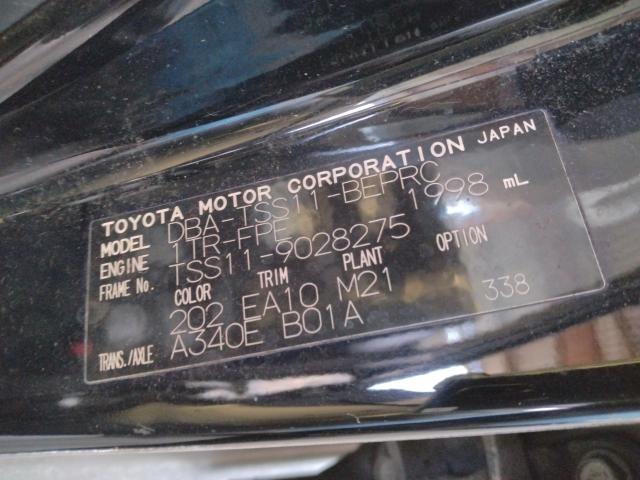 TOYOTA MOTOR CORPORATION JAPAN
MODEL DBA-TSS11-BEPRC
ENGINE 1TR-FPE 1998 mL
FRAME No. TSS11-9028275
COLOR TRIM PLANT OPTION
202 EA10 M21 338
TRANS./AXLE A340E B01A